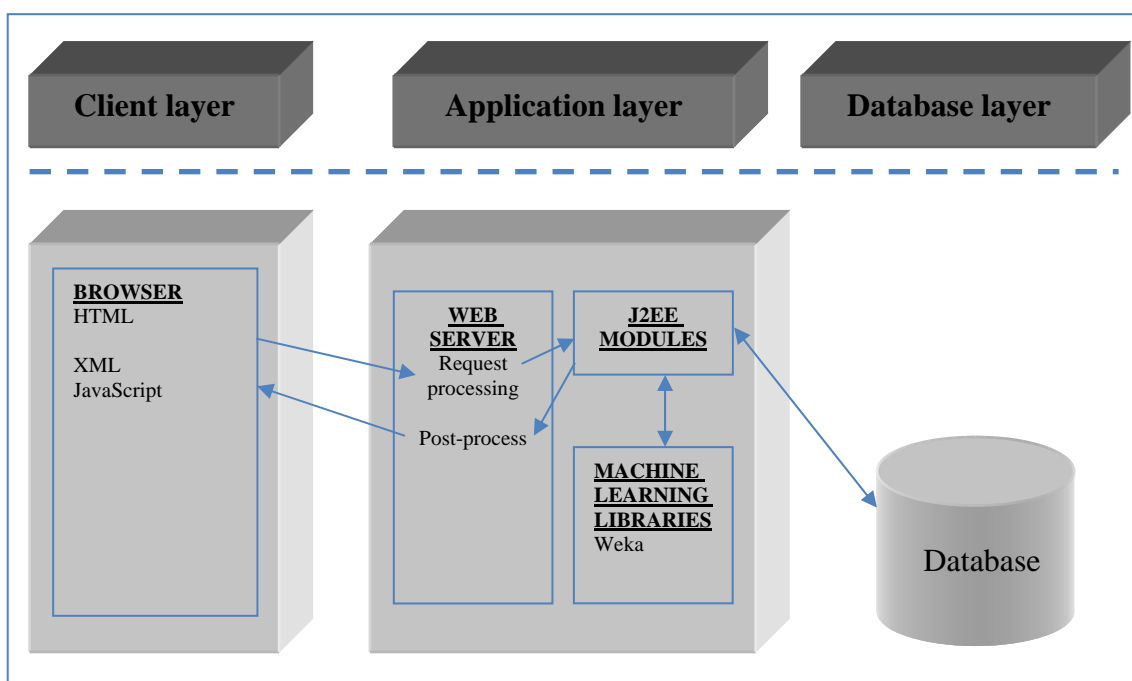 Client layer
Application layer
Database layer
BROWSER
HTML
XML
JavaScript
WEB
SERVER
Request
processing
Post-process
J2EE
MODULES
MACHINE
LEARNING
LIBRARIES
Weka
Database